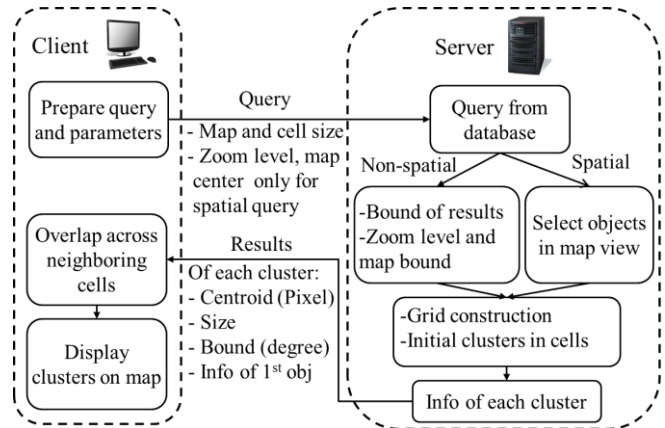 Client
Server
Prepare query
and parameters
Query
- Map and cell size
- Zoom level, map
center only for
spatial query
Query from
database
Non-spatial
Spatial
-Bound of results
-Zoom level and
map bound
Select objects
in map view
Overlap across
neighboring
cells
Results
Of each cluster:
- Centroid (Pixel)
- Size
- Bound (degree)
- Info of 1st obj
-Grid construction
-Initial clusters in cells
Display
clusters on map
Info of each cluster